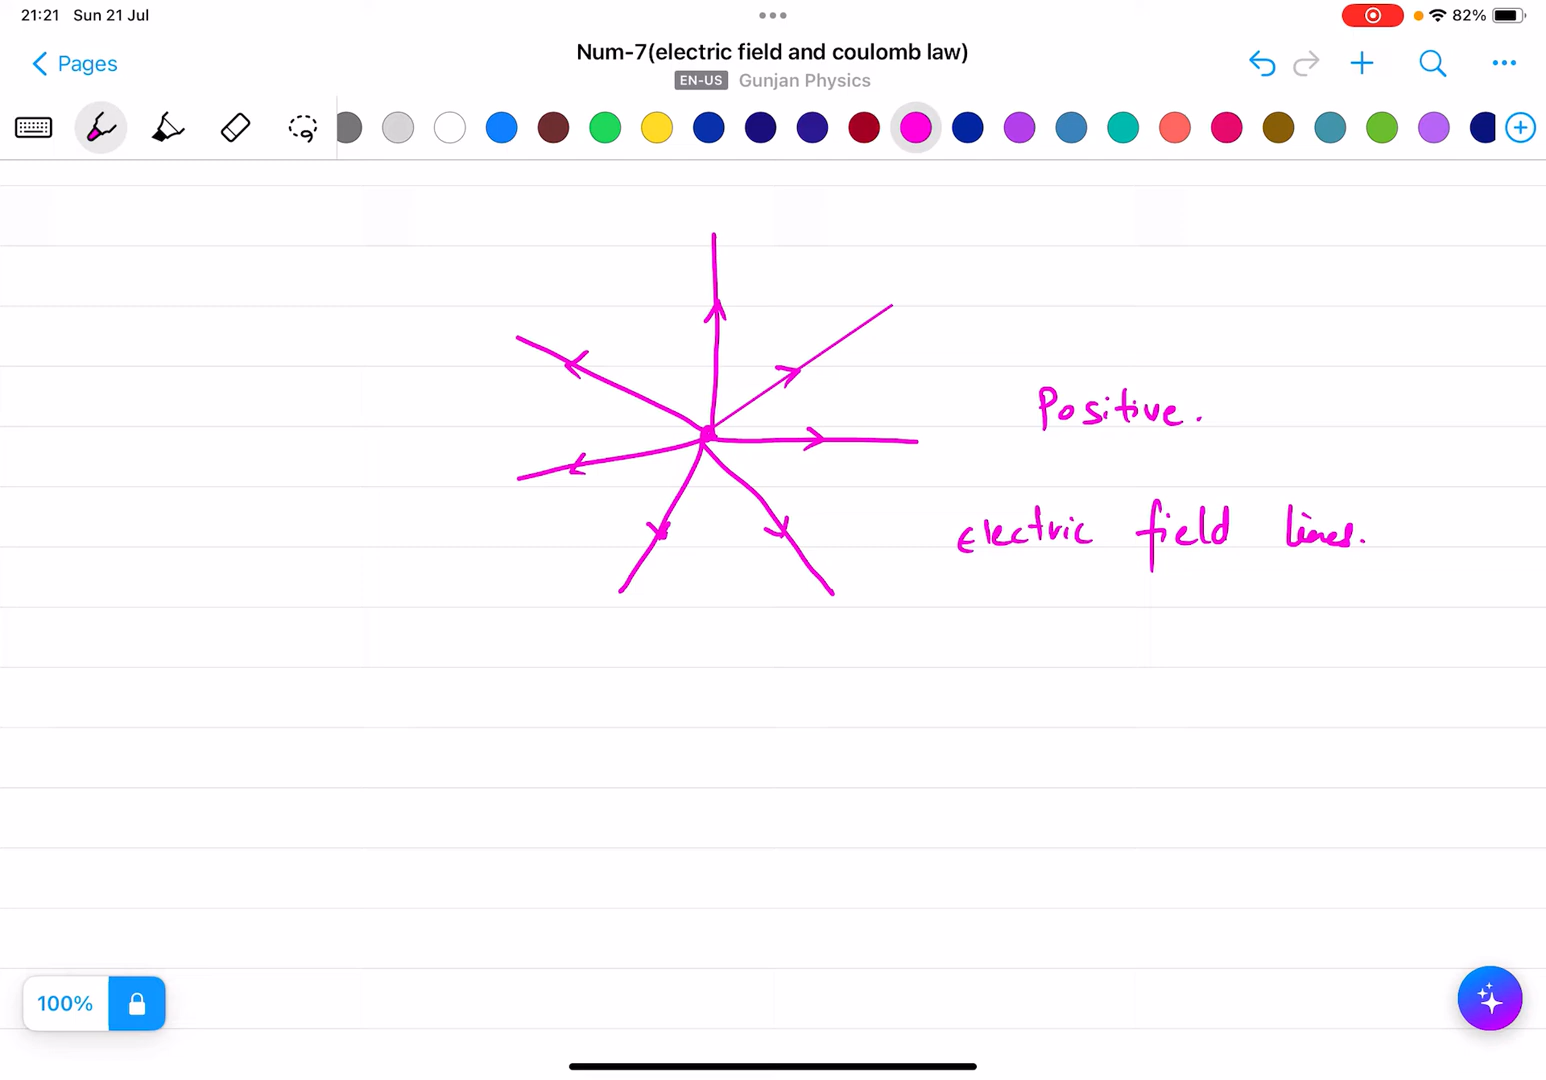 21:21 Sun 21 Jul
82%
Pages
Num-7(electric field and coulomb law)
EN-US Gunjan Physics
Positive.
electric field lines.
100%